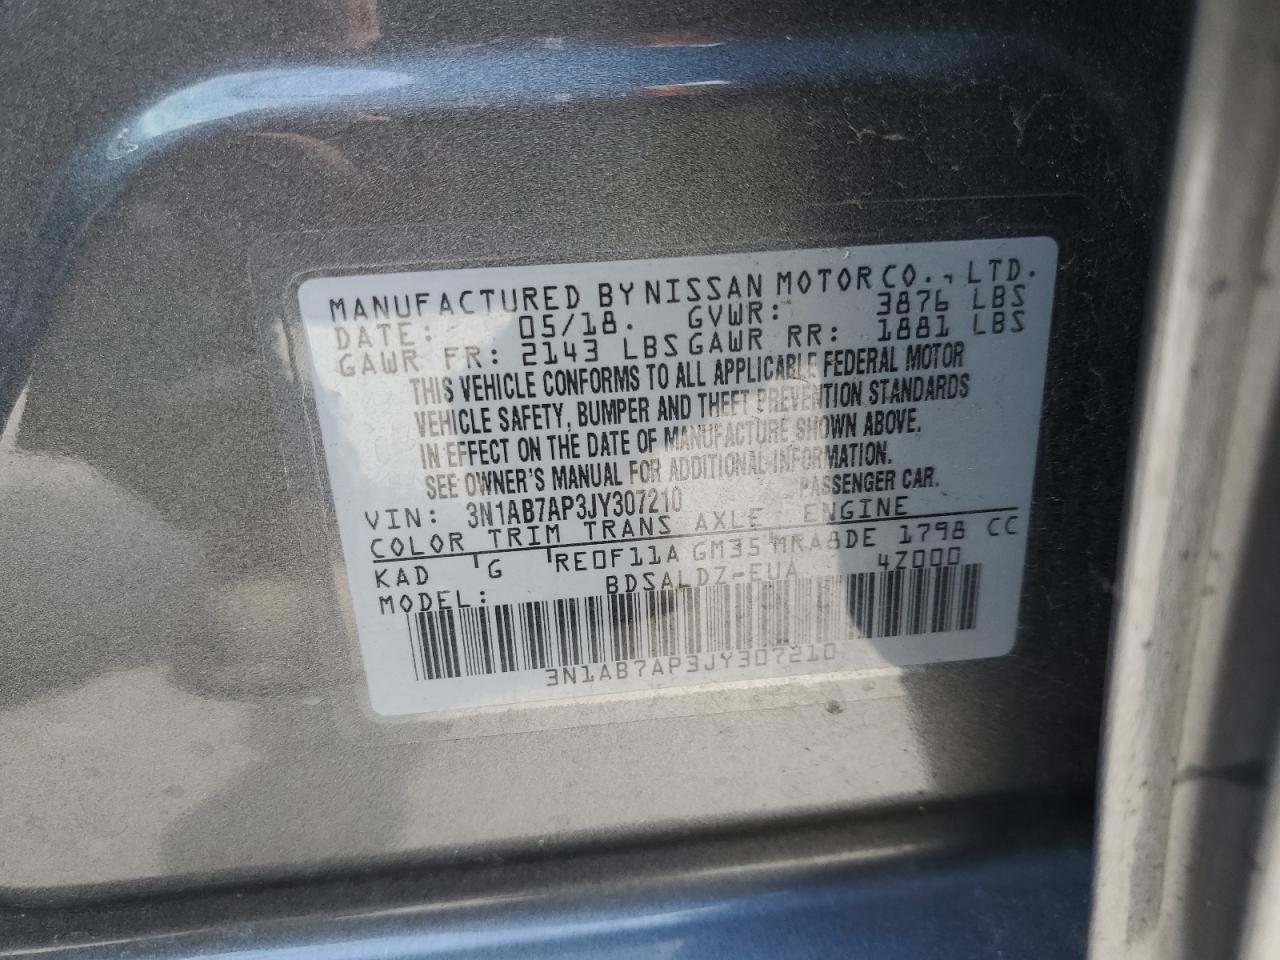 MANUFACTURED BY NISSAN MOTOR CO., LTD.
DATE: 05/18. GVWR: 3876 LBS
GAWR FR: 2143 LBS GAWR RR: 1881 LBS
THIS VEHICLE CONFORMS TO ALL APPLICABLE FEDERAL MOTOR
VEHICLE SAFETY, BUMPER AND THEFT PREVENTION STANDARDS
IN EFFECT ON THE DATE OF MANUFACTURE SHOWN ABOVE.
SEE OWNER'S MANUAL FOR ADDITIONAL INFORMATION.
VIN: 3N1AB7AP3JY307210 PASSENGER CAR.
COLOR TRIM TRANS AXLE ENGINE
KAD G RE0F11A GM35 MRA8DE 1798 CC
MODEL: BDSALDZ-EUA 4Z000
3N1AB7AP3JY307210